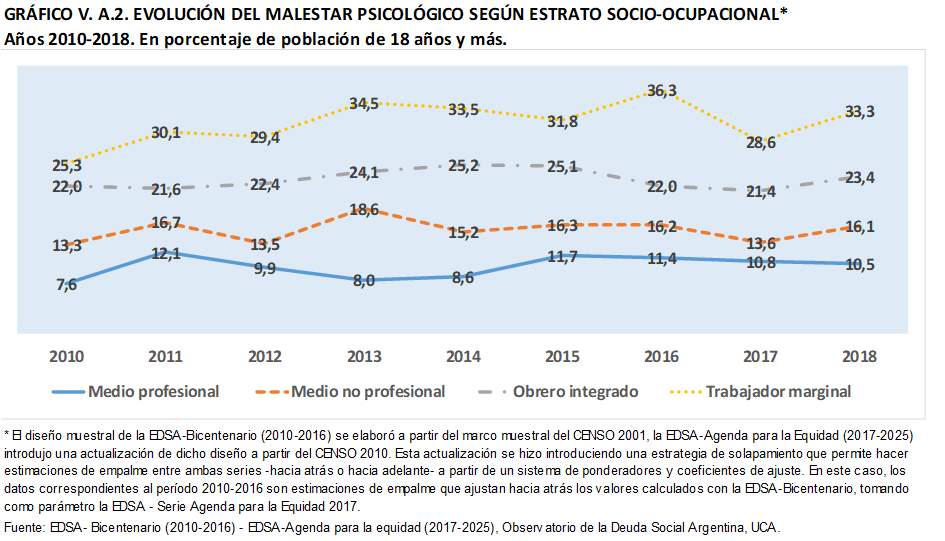 GRÁFICO V. A.2. EVOLUCIÓN DEL MALESTAR PSICOLÓGICO SEGÚN ESTRATO SOCIO-OCUPACIONAL*
Años 2010-2018. En porcentaje de población de 18 años y más.
25,3 30,1 29,4 34,5 33,5 31,8 36,3 28,6 33,3
22,0 21,6 22,4 24,1 25,2 25,1 22,0 21,4 23,4
13,3 16,7 13,5 18,6 15,2 16,3 16,2 13,6 16,1
7,6 12,1 9,9 8,0 8,6 11,7 11,4 10,8 10,5
2010 2011 2012 2013 2014 2015 2016 2017 2018
Medio profesional Medio no profesional Obrero integrado Trabajador marginal
* El diseño muestral de la EDSA-Bicentenario (2010-2016) se elaboró a partir del marco muestral del CENSO 2001, la EDSA-Agenda para la Equidad (2017-2025)
introdujo una actualización de dicho diseño a partir del CENSO 2010. Esta actualización se hizo introduciendo una estrategia de solapamiento que permite hacer
estimaciones de empalme entre ambas series -hacia atrás o hacia adelante- a partir de un sistema de ponderadores y coeficientes de ajuste. En este caso, los
datos correspondientes al período 2010-2016 son estimaciones de empalme que ajustan hacia atrás los valores calculados con la EDSA-Bicentenario, tomando
como parámetro la EDSA - Serie Agenda para la Equidad 2017.
Fuente: EDSA- Bicentenario (2010-2016) - EDSA-Agenda para la equidad (2017-2025), Observatorio de la Deuda Social Argentina, UCA.